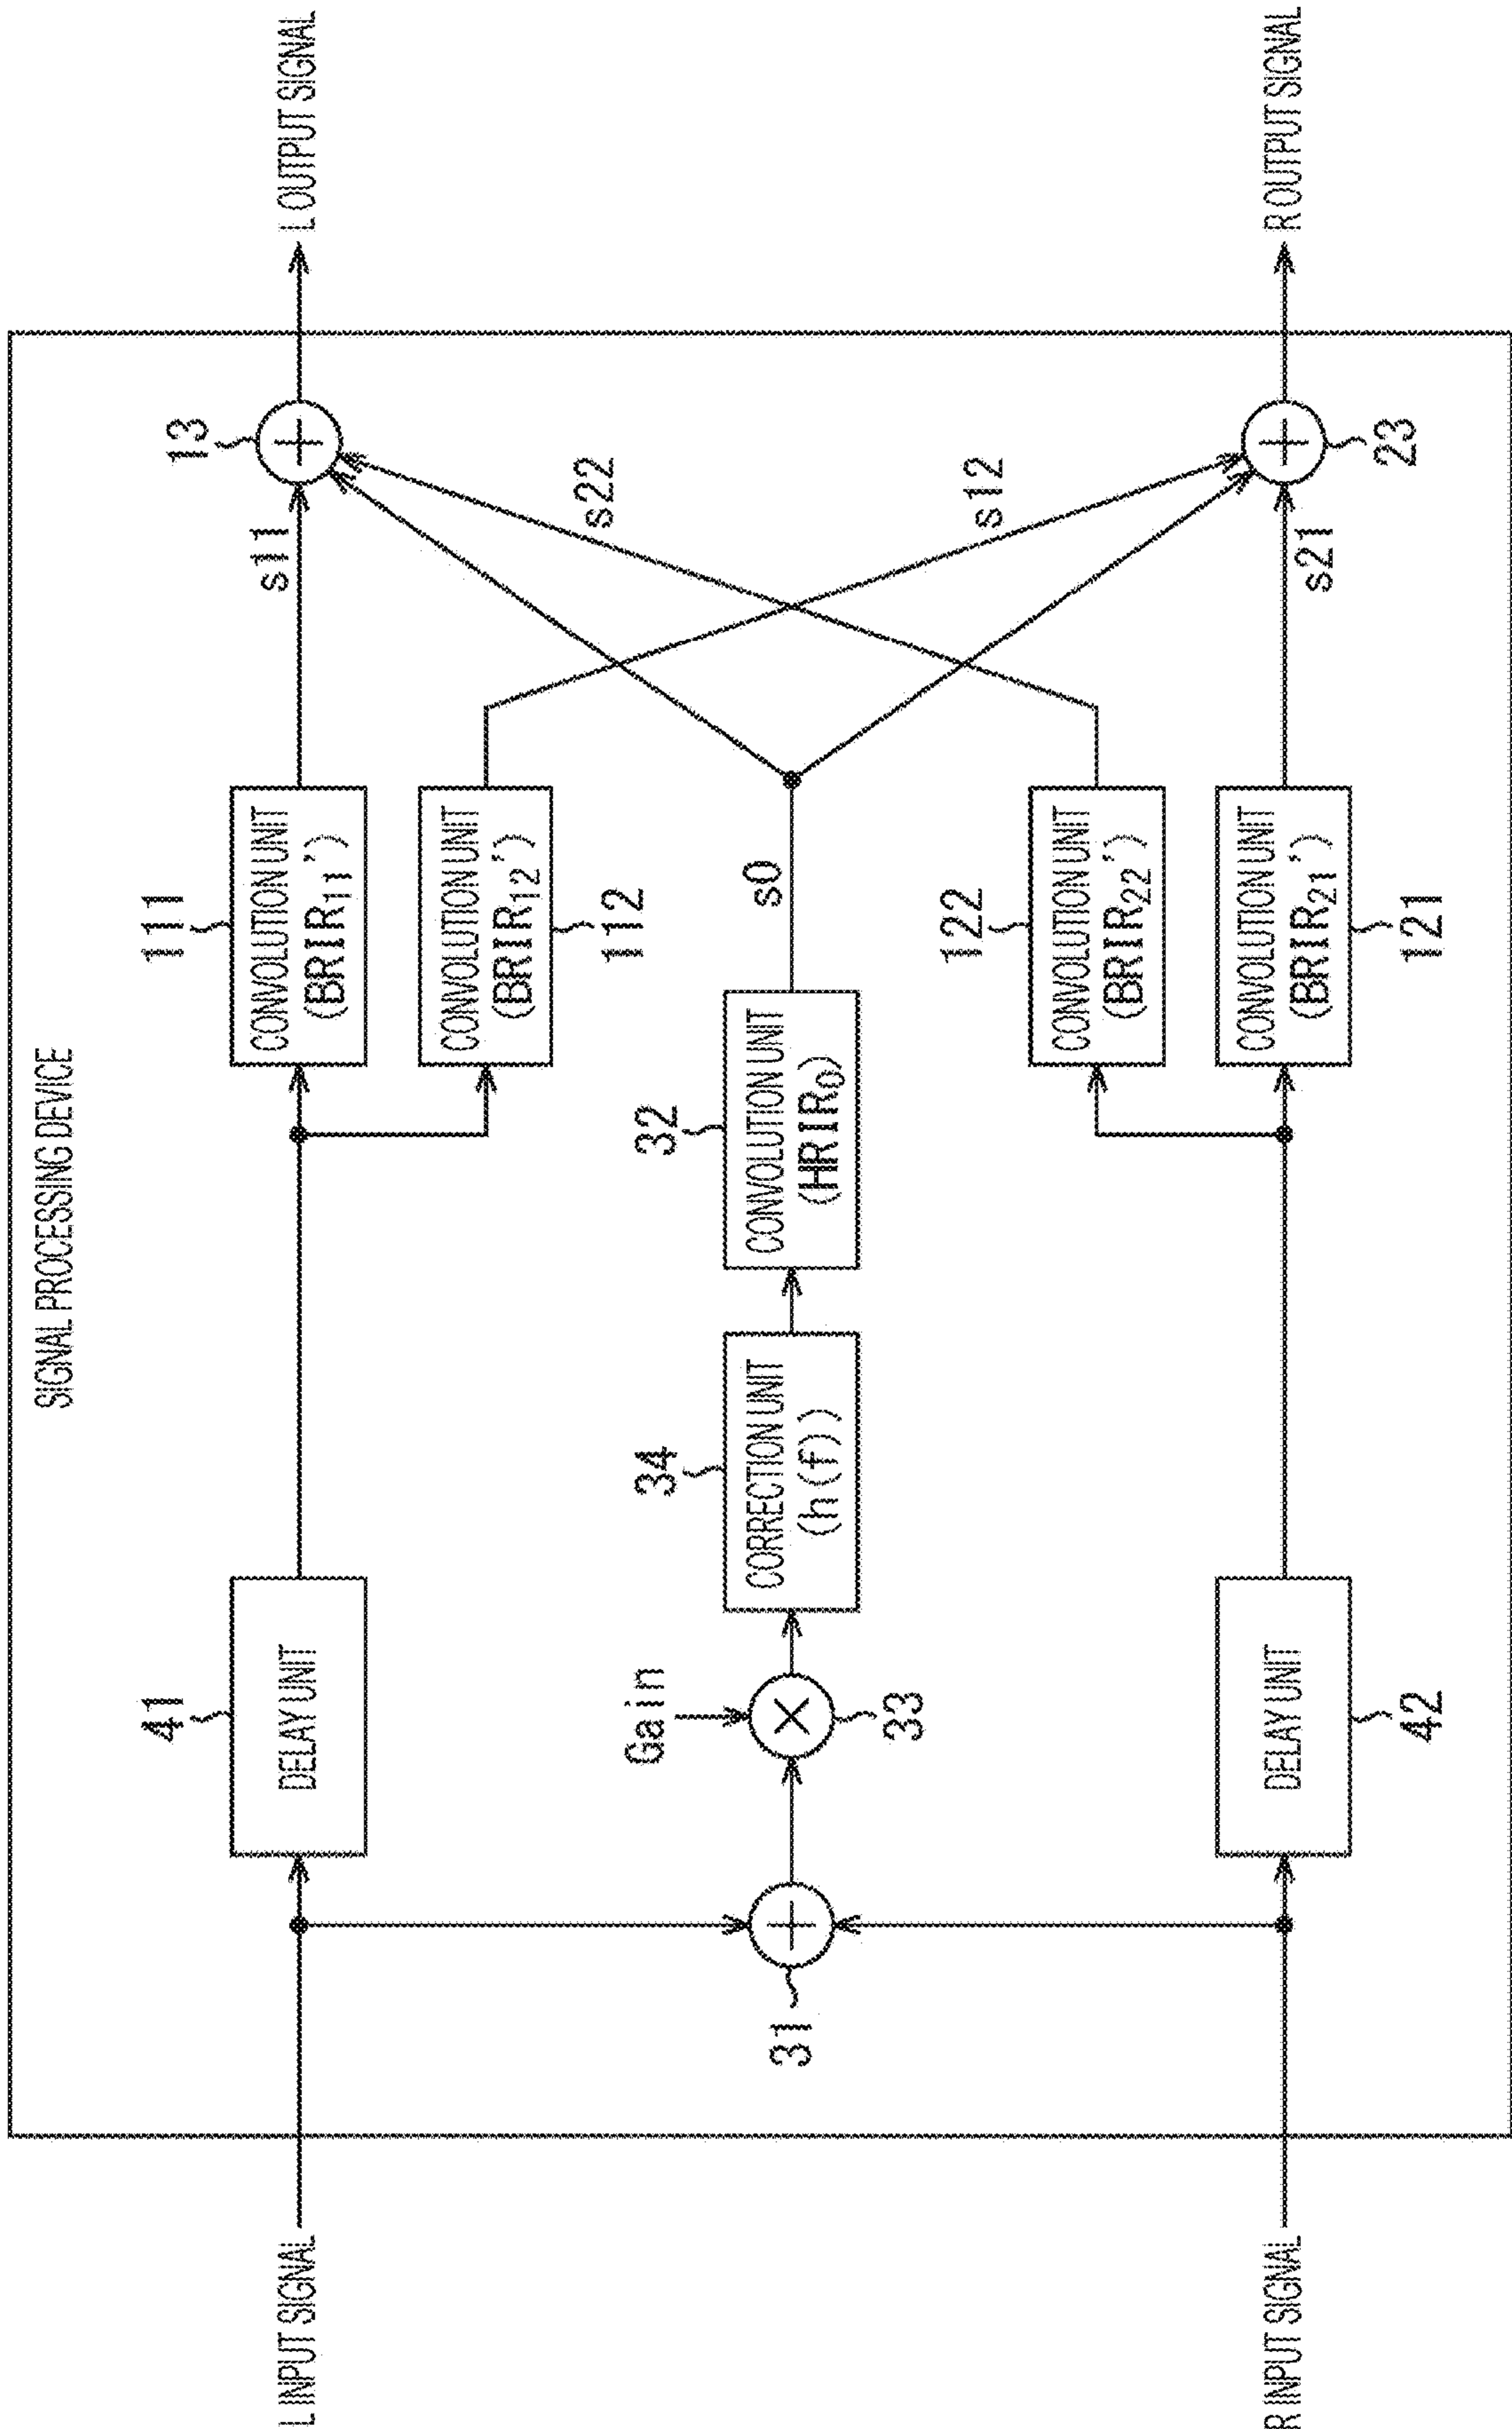 SIGNAL PROCESSING DEVICE
L INPUT SIGNAL
41
DELAY UNIT
111
CONVOLUTION UNIT
(BRIR₁₁')
s11
13
L OUTPUT SIGNAL
CONVOLUTION UNIT
(BRIR₁₂')
112
s22
31
Gain
33
34
CORRECTION UNIT
(h(f))
32
CONVOLUTION UNIT
(HRIR₀)
s0
122
CONVOLUTION UNIT
(BRIR₂₂')
s12
R INPUT SIGNAL
DELAY UNIT
42
CONVOLUTION UNIT
(BRIR₂₁')
121
s21
23
R OUTPUT SIGNAL